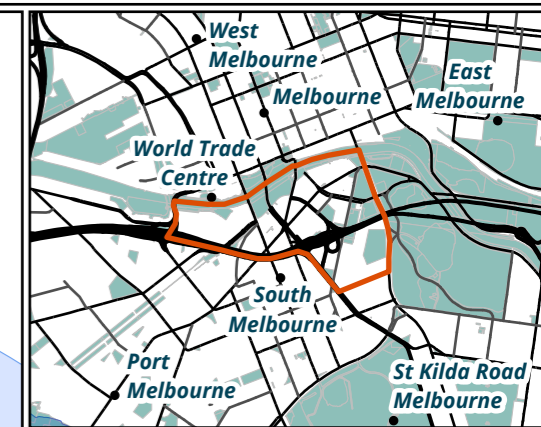 West
Melbourne
East
Melbourne
Melbourne
World Trade
Centre
South
Melbourne
Port
Melbourne
St Kilda Road
Melbourne